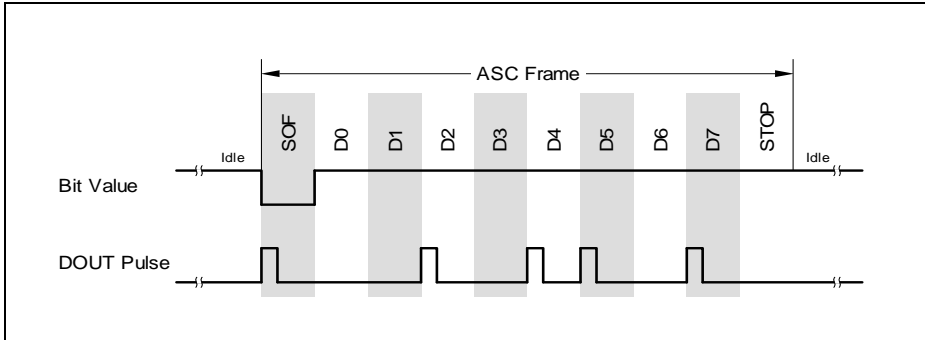 ASC Frame
SOF
D0
D1
D2
D3
D4
D5
D6
D7
STOP
Idle
Idle
Bit Value
DOUT Pulse